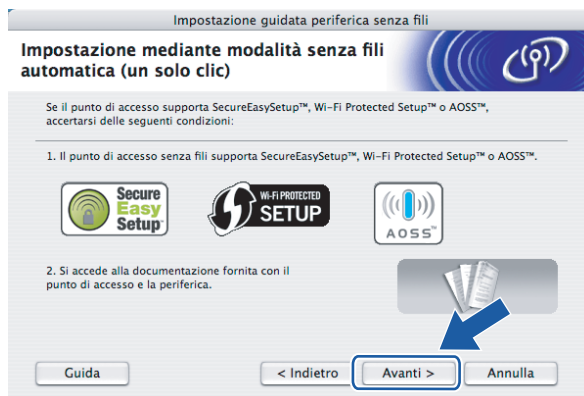 Impostazione guidata periferica senza fili
Impostazione mediante modalità senza fili
automatica (un solo clic)
Se il punto di accesso supporta SecureEasySetup™, Wi-Fi Protected Setup™ o AOSS™,
accertarsi delle seguenti condizioni:
1. Il punto di accesso senza fili supporta SecureEasySetup™, Wi-Fi Protected Setup™ o AOSS™.
Secure
Easy
Setup
WI-FI PROTECTED
SETUP
AOSS™
2. Si accede alla documentazione fornita con il
punto di accesso e la periferica.
Guida
< Indietro
Avanti >
Annulla